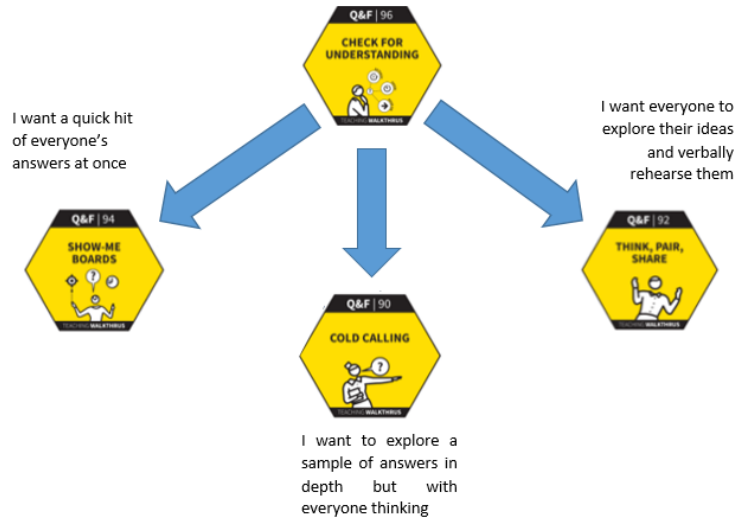 Q&F | 96
CHECK FOR
UNDERSTANDING
TEACHING WALKTHRUS
I want a quick hit
of everyone's
answers at once
I want everyone to
explore their ideas
and verbally
rehearse them
Q&F | 94
SHOW-ME
BOARDS
?
TEACHING WALKTHRUS
Q&F | 92
THINK, PAIR,
SHARE
TEACHING WALKTHRUS
Q&F | 90
COLD CALLING
?
TEACHING WALKTHRUS
I want to explore a
sample of answers in
depth but with
everyone thinking